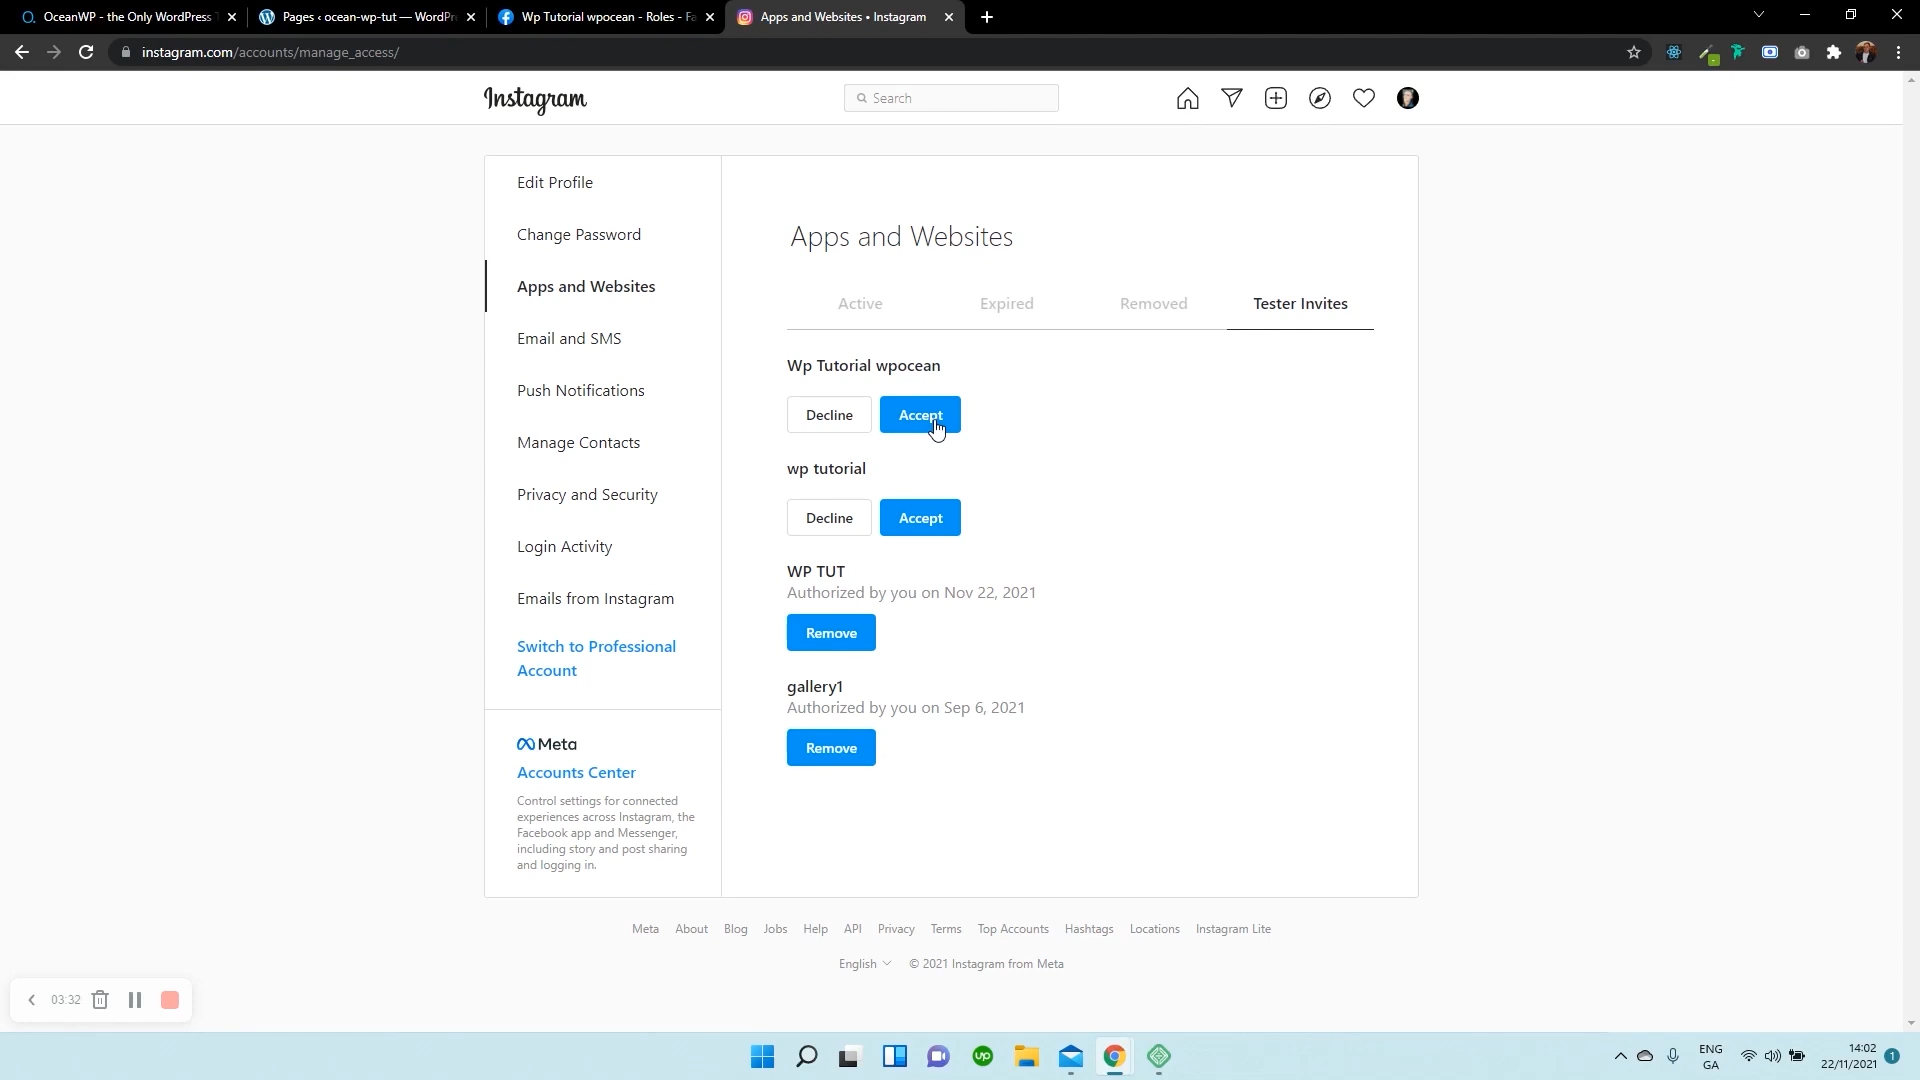 OceanWP - the Only WordPress T
Pages ‹ ocean-wp-tut — WordPr
Wp Tutorial wpocean - Roles - Fa
Apps and Websites • Instagram
instagram.com/accounts/manage_access/
Instagram
Search
Edit Profile
Change Password
Apps and Websites
Email and SMS
Push Notifications
Manage Contacts
Privacy and Security
Login Activity
Emails from Instagram
Switch to Professional
Account
Meta
Accounts Center
Control settings for connected
experiences across Instagram, the
Facebook app and Messenger,
including story and post sharing
and logging in.
Apps and Websites
Active Expired Removed Tester Invites
Wp Tutorial wpocean
Decline Accept
wp tutorial
Decline Accept
WP TUT
Authorized by you on Nov 22, 2021
Remove
gallery1
Authorized by you on Sep 6, 2021
Remove
Meta About Blog Jobs Help API Privacy Terms Top Accounts Hashtags Locations Instagram Lite
English © 2021 Instagram from Meta
03:32
up
ENG
GA
14:02
22/11/2021
1